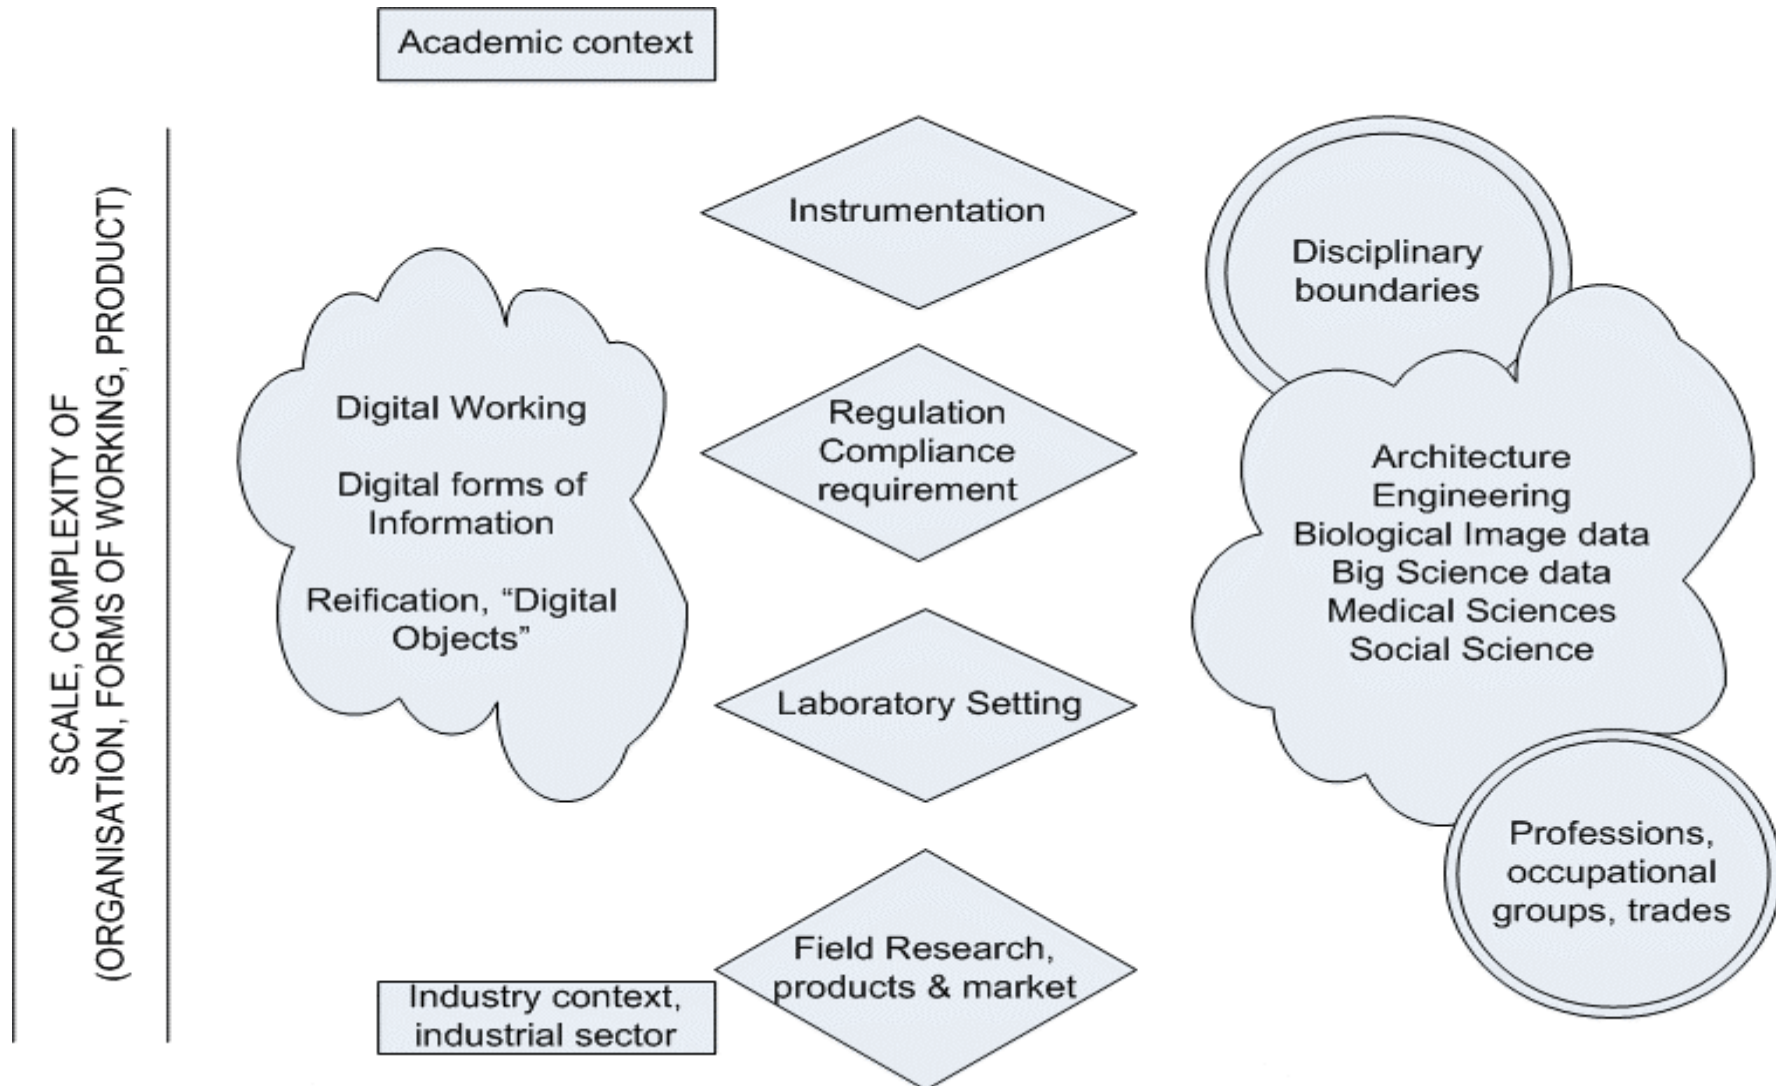 Academic context
SCALE, COMPLEXITY OF
(ORGANISATION, FORMS OF WORKING, PRODUCT)
Digital Working
Digital forms of
Information
Reification, “Digital
Objects”
Industry context,
industrial sector
Instrumentation
Regulation
Compliance
requirement
Laboratory Setting
Field Research,
products & market
Disciplinary
boundaries
Architecture
Engineering
Biological Image data
Big Science data
Medical Sciences
Social Science
Professions,
occupational
groups, trades